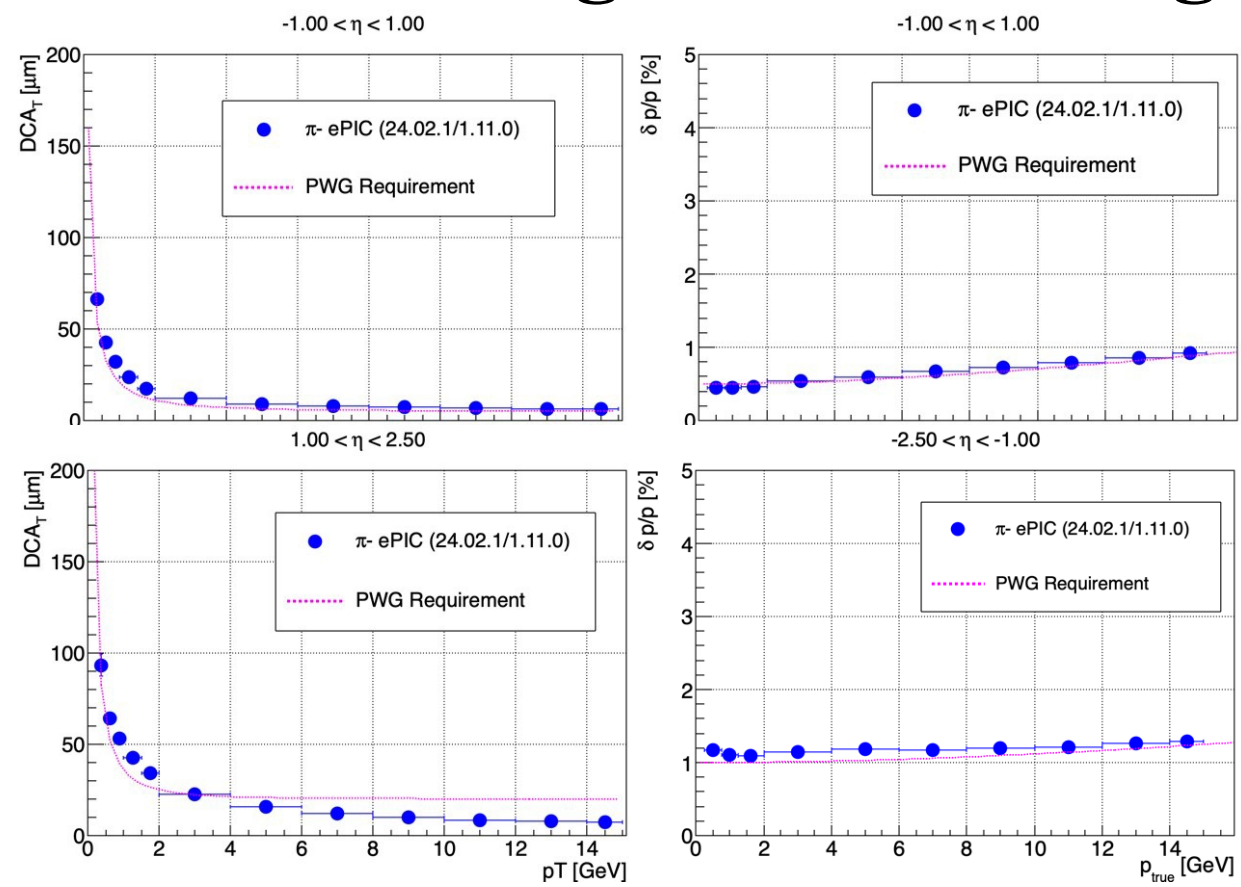 -1.00 < η < 1.00
DCA_T [μm]
200
150
100
50
0
π- ePIC (24.02.1/1.11.0)
PWG Requirement
-1.00 < η < 1.00
δ p/p [%]
5
4
3
2
1
0
π- ePIC (24.02.1/1.11.0)
PWG Requirement
1.00 < η < 2.50
DCA_T [μm]
200
150
100
50
0
π- ePIC (24.02.1/1.11.0)
PWG Requirement
0 2 4 6 8 10 12 14
pT [GeV]
-2.50 < η < -1.00
δ p/p [%]
5
4
3
2
1
0
π- ePIC (24.02.1/1.11.0)
PWG Requirement
0 2 4 6 8 10 12 14
p_true [GeV]